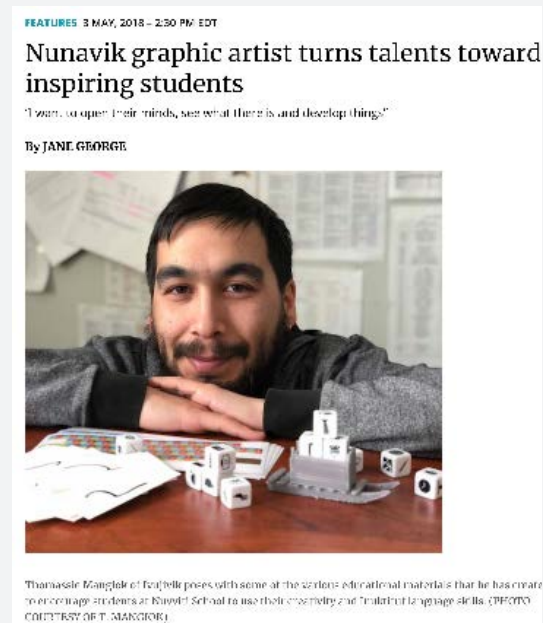 FEATURES 3 MAY, 2018 – 2:30 PM EDT
Nunavik graphic artist turns talents toward
inspiring students
"I want to open their minds, see what there is and develop things"
By JANE GEORGE
Thomassie Mangiok of Ivujivik poses with some of the various educational materials that he has create
to encourage students at Nuvviti School to use their creativity and Inuktitut language skills. (PHOTO
COURTESY OF T. MANGIOK)